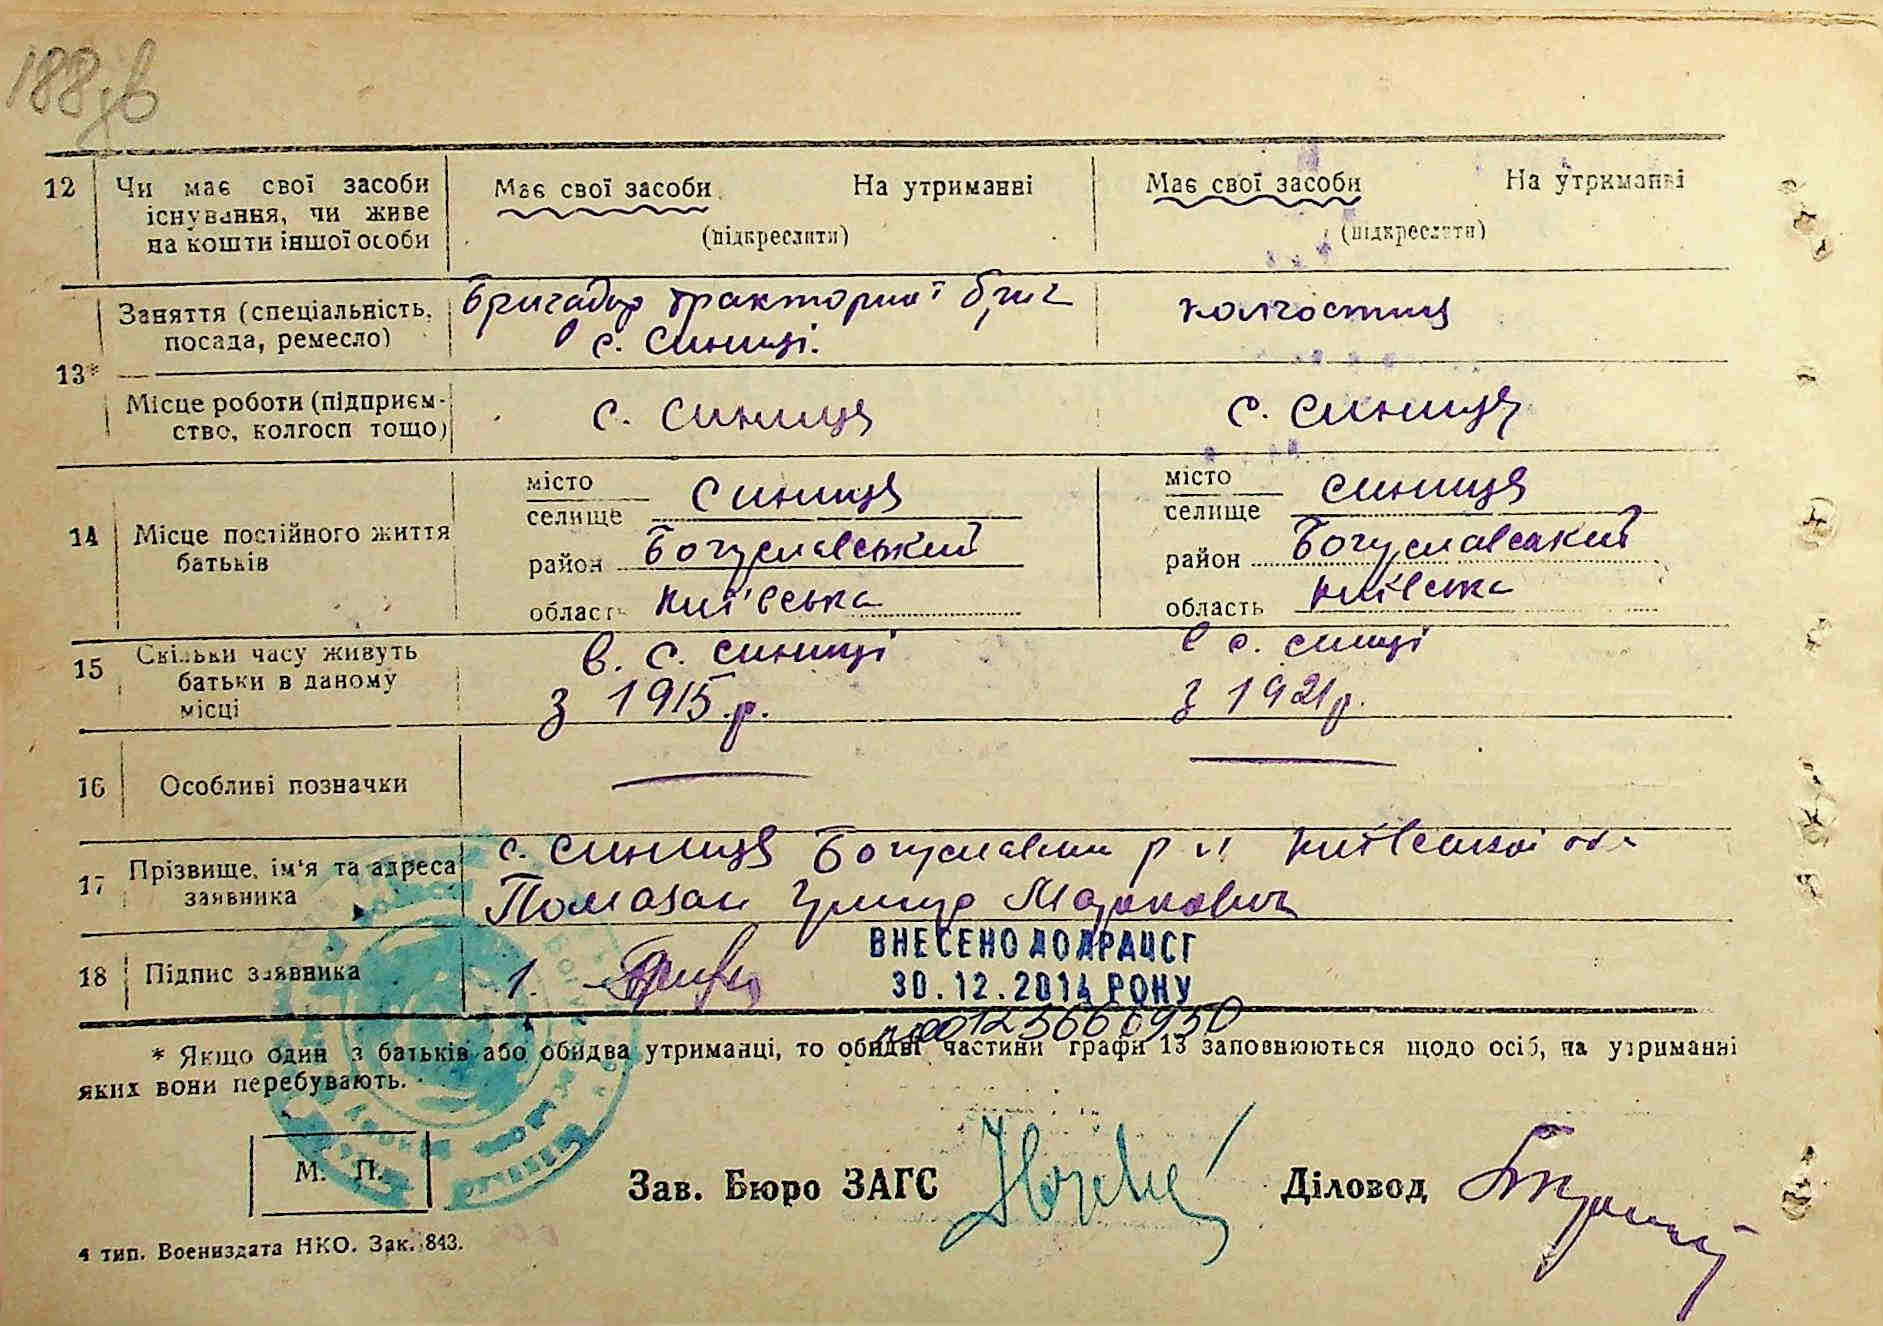 188зв
12 Чи має свої засоби існування, чи живе на кошти іншої особи
Має свої засоби На утриманні
(підкреслити)
Має свої засоби На утриманні
(підкреслити)
13*
Заняття (спеціальність, посада, ремесло)
Бригадир тракторної бриг
в с. Синиці.
колгостниця
Місце роботи (підприємство, колгосп тощо)
с. Синиця
с. Синиця
14 Місце постійного життя батьків
місто
селище Синиця
район Богуславський
область Київська
місто
селище Синиця
район Богуславський
область Київська
15 Скільки часу живуть батьки в даному місці
в. с. Синиці
з 1915 р.
в с. Синиці
з 1921 р.
16 Особливі позначки
17 Прізвище, ім'я та адреса заявника
с. Синиця Київської обл
Помазан Маркович
18 Підпис заявника
1.
ВНЕСЕНО ДО ДРАЦСГ
30.12.2014 РОКУ
* Якщо один з батьків або обидва утриманці, то обидві частини графи 13 заповнюються щодо осіб, на утриманні
яких вони перебувають.
М. П.
Зав. Бюро ЗАГС
Діловод
4 тип. Воениздата НКО. Зак. 843.